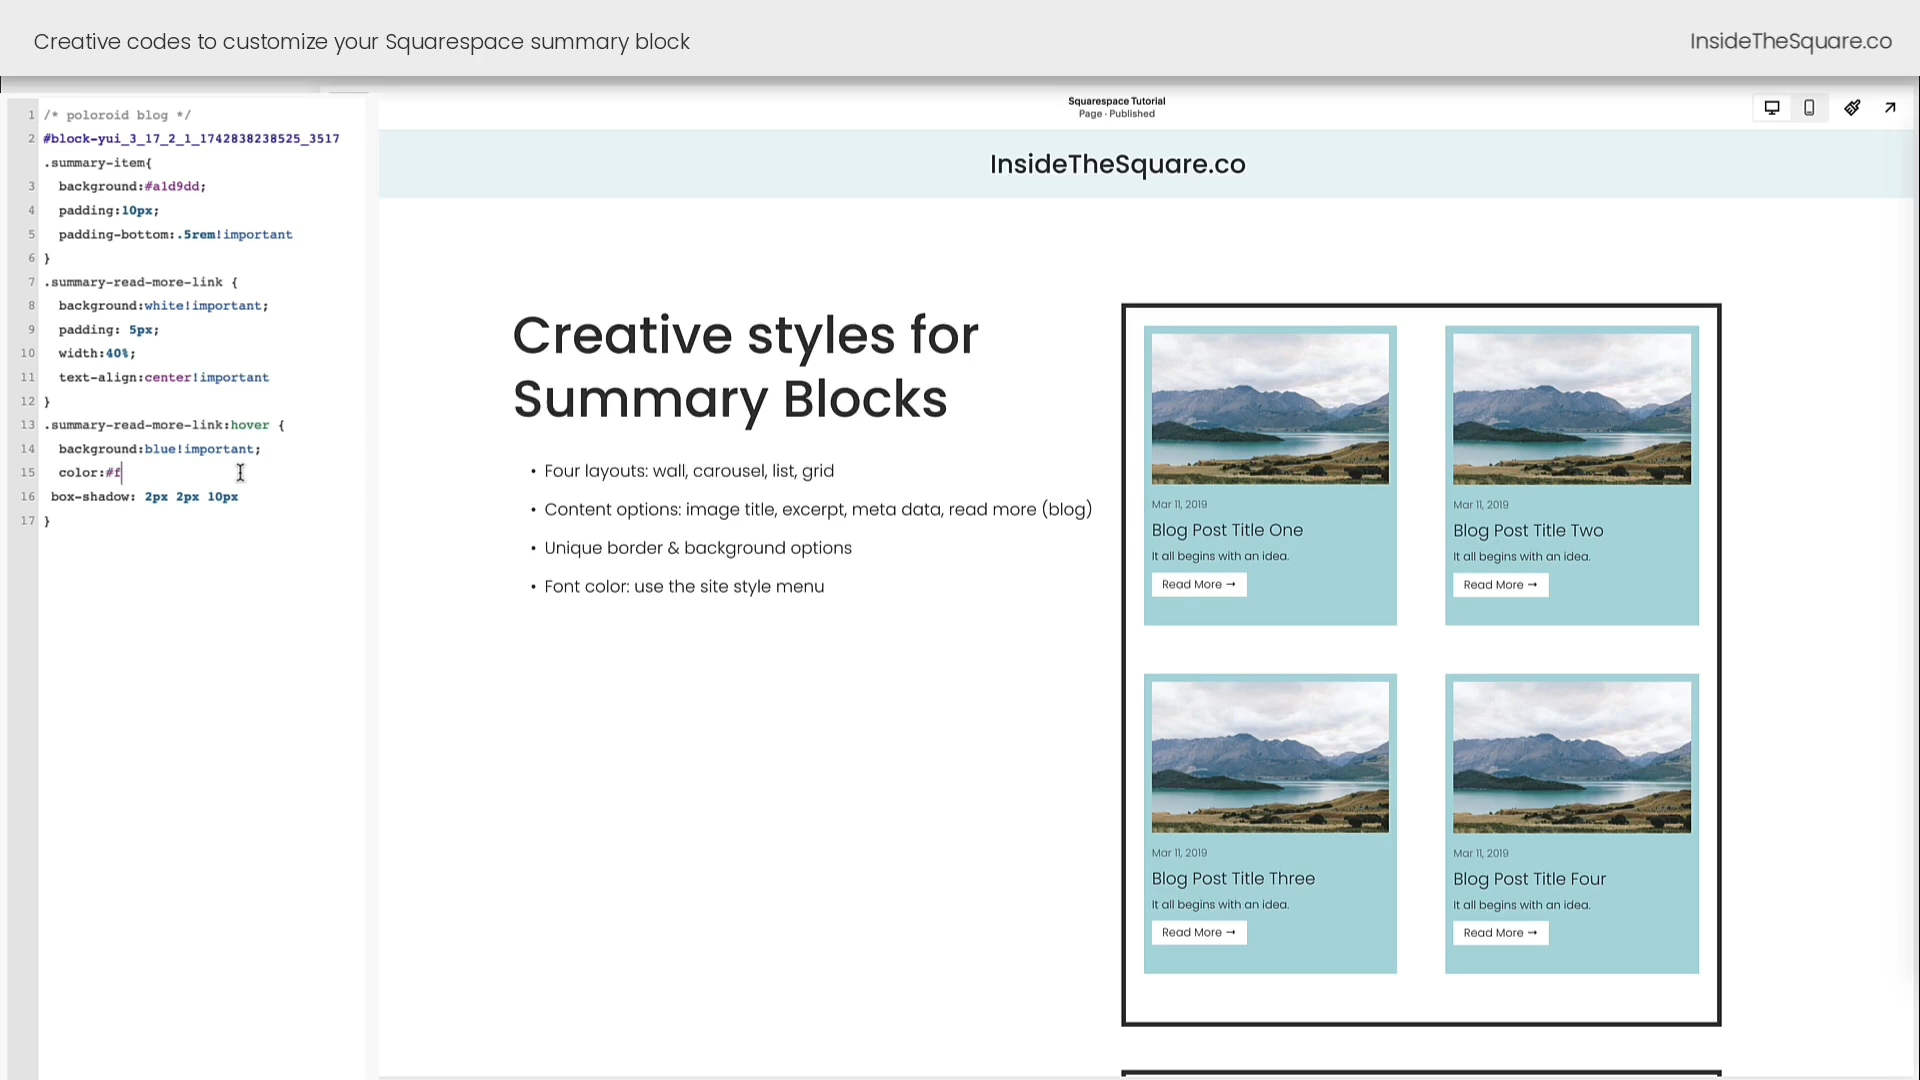 Creative codes to customize your Squarespace summary block
InsideTheSquare.co
1 /* poloroid blog */
2 #block-yui_3_17_2_1_1742838238525_3517
.summary-item{
3 background:#a1d9dd;
4 padding:10px;
5 padding-bottom:.5rem!important
6 }
7 .summary-read-more-link {
8 background:white!important;
9 padding: 5px;
10 width:40%;
11 text-align:center!important
12 }
13 .summary-read-more-link:hover {
14 background:blue!important;
15 color:#f
16 box-shadow: 2px 2px 10px
17 }
Squarespace Tutorial
Page · Published
InsideTheSquare.co
Creative styles for
Summary Blocks
• Four layouts: wall, carousel, list, grid
• Content options: image title, excerpt, meta data, read more (blog)
• Unique border & background options
• Font color: use the site style menu
Mar 11, 2019
Blog Post Title One
It all begins with an idea.
Read More →
Mar 11, 2019
Blog Post Title Two
It all begins with an idea.
Read More →
Mar 11, 2019
Blog Post Title Three
It all begins with an idea.
Read More →
Mar 11, 2019
Blog Post Title Four
It all begins with an idea.
Read More →